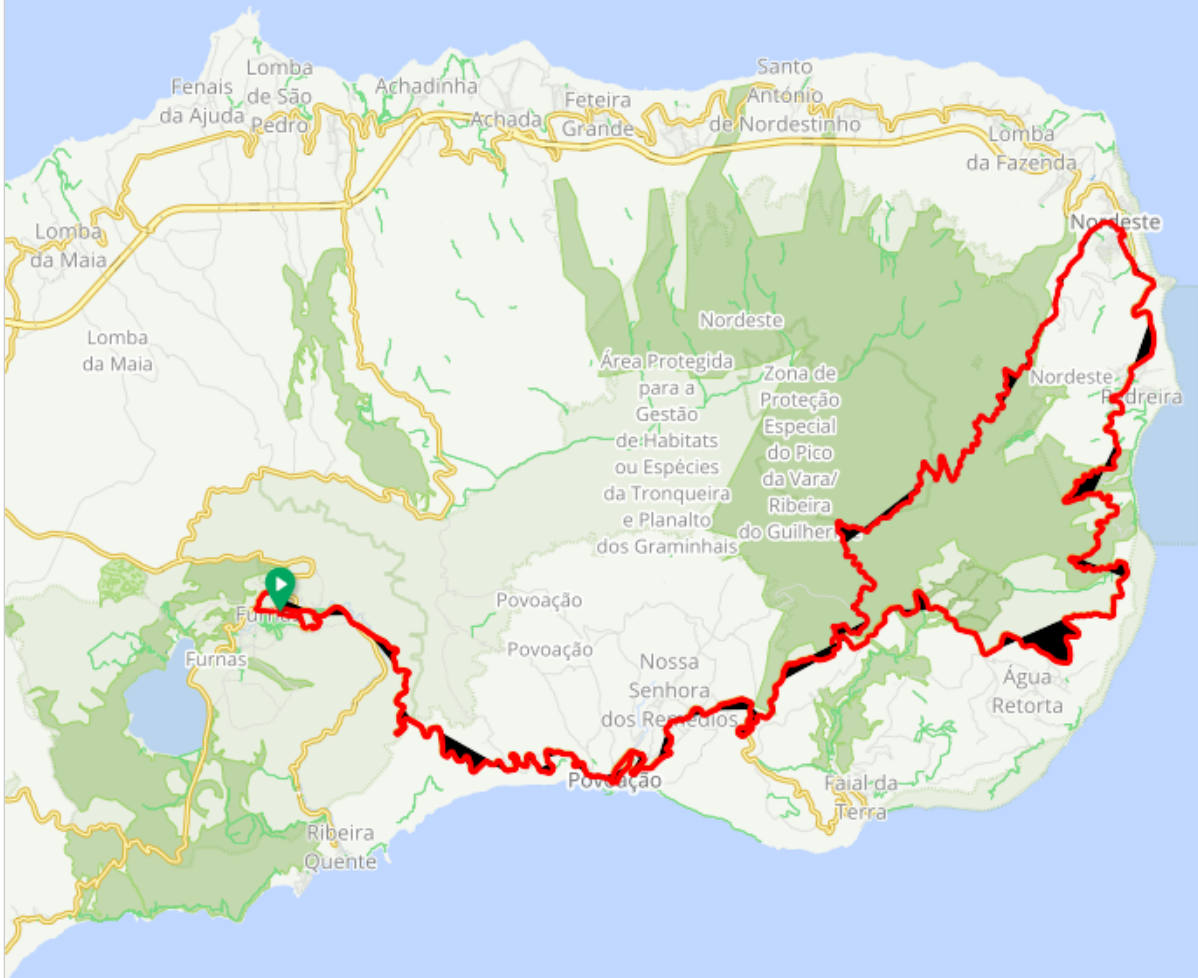 Lomba
de São
Pedro
Fenais
da Ajuda
Achadinha
Achada
Feteira
Grande
Santo
António
de Nordestinho
Lomba
da Fazenda
Lomba
da Maia
Nordeste
Lomba
da Maia
Nordeste
Nordeste
Pedreira
Área Protegida
para a
Gestão
de Habitats
ou Espécies
da Tronqueira
e Planalto
dos Graminhais
Zona de
Proteção
Especial
do Pico
da Vara/
Ribeira
do Guilherme
Furnas
Furnas
Povoação
Povoação
Nossa
Senhora
dos Remédios
Água
Retorta
Povoação
Faial da
Terra
Ribeira
Quente